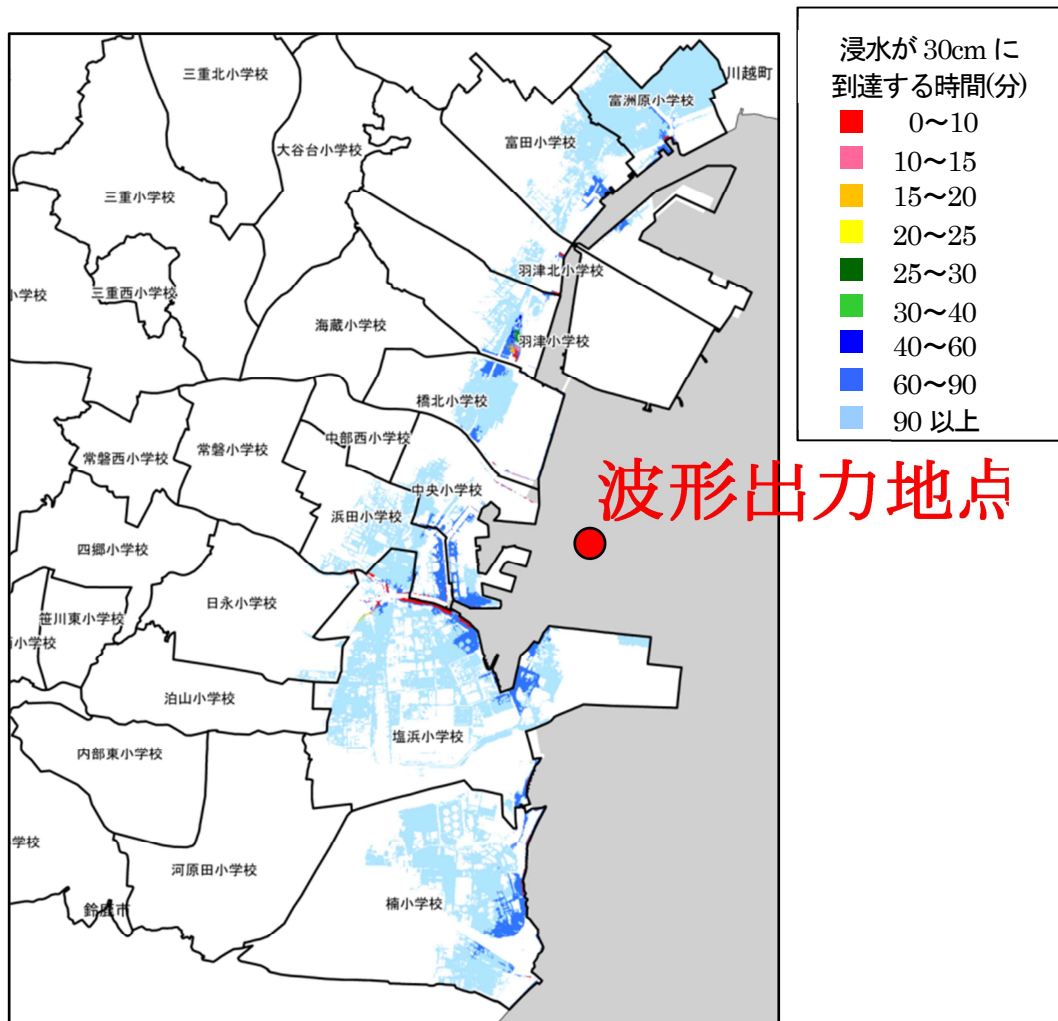 浸水が 30cm に
到達する時間(分)
0～10
10～15
15～20
20～25
25～30
30～40
40～60
60～90
90 以上
三重北小学校
川越町
富洲原小学校
大谷台小学校
富田小学校
三重小学校
羽津北小学校
三重西小学校
小学校
海蔵小学校
羽津小学校
橋北小学校
中部西小学校
常磐小学校
常磐西小学校
中央小学校
波形出力地点
浜田小学校
四郷小学校
日永小学校
笹川東小学校
小学校
泊山小学校
塩浜小学校
内部東小学校
学校
河原田小学校
楠小学校
鈴鹿市